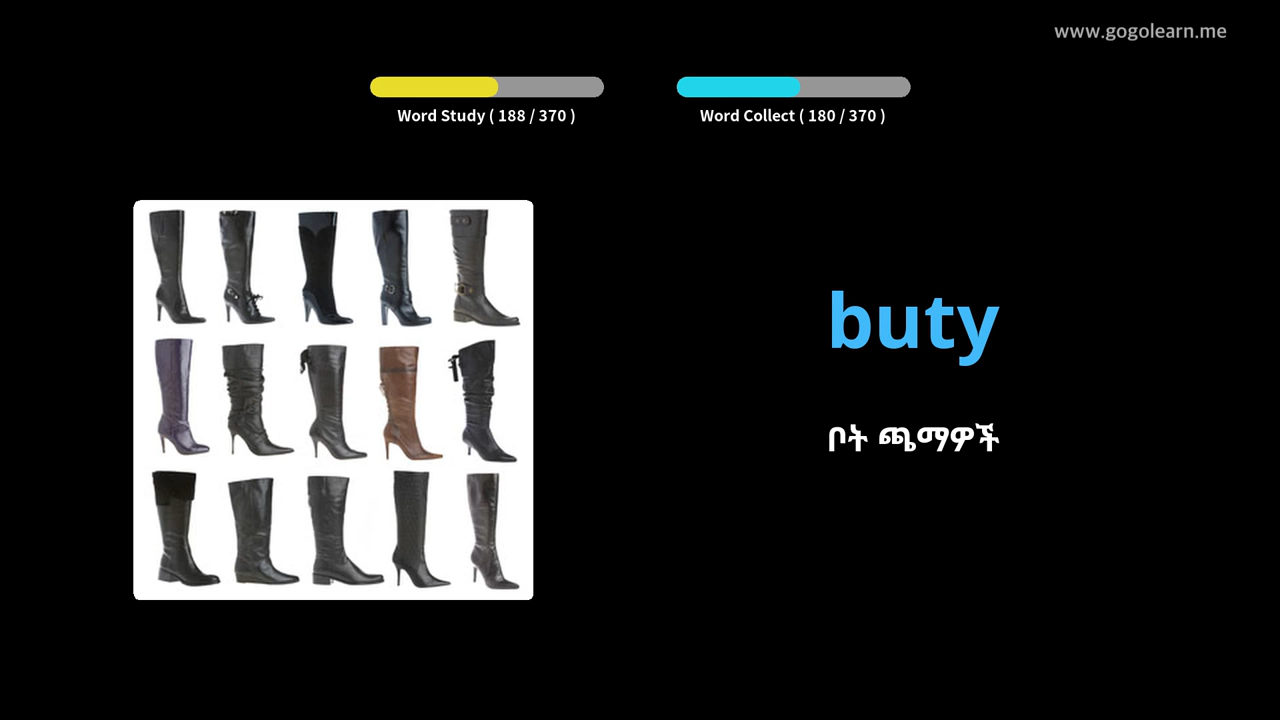 www.gogolearn.me
Word Study ( 188 / 370 )
Word Collect ( 180 / 370 )
buty
ቦት ጫማዎች